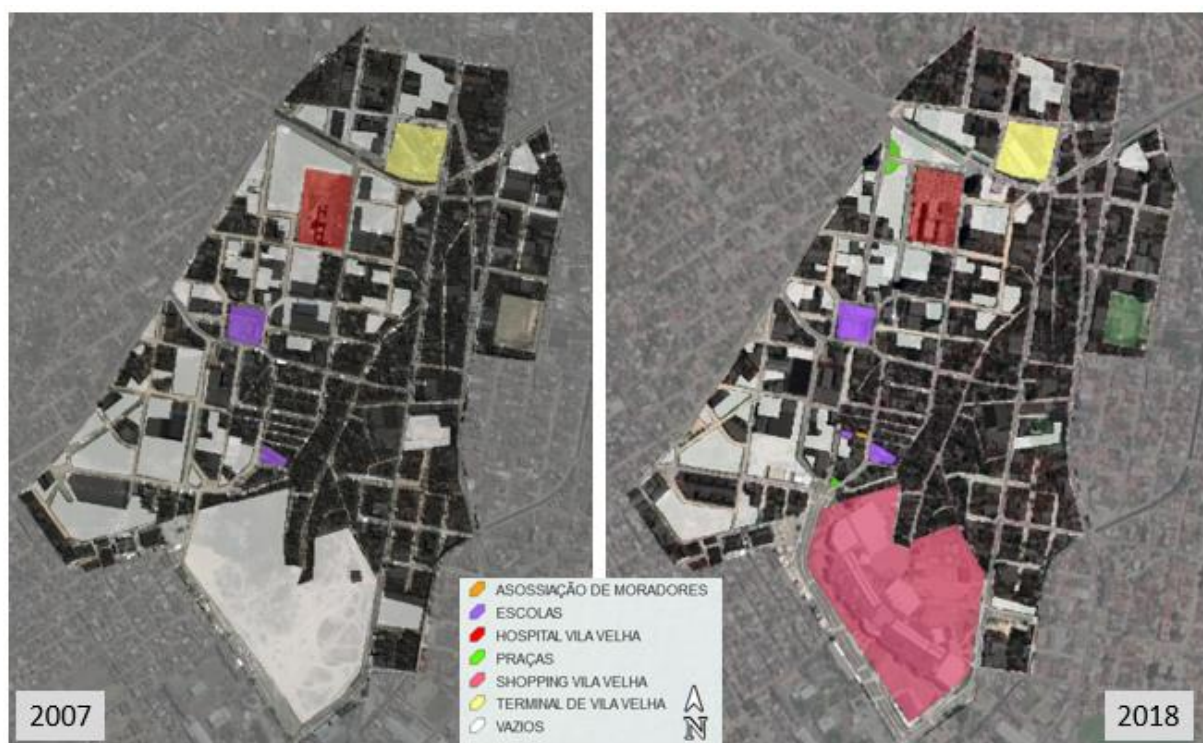 ASOSSIAÇÃO DE MORADORES
ESCOLAS
HOSPITAL VILA VELHA
PRAÇAS
SHOPPING VILA VELHA
TERMINAL DE VILA VELHA
VAZIOS
N
2007
2018